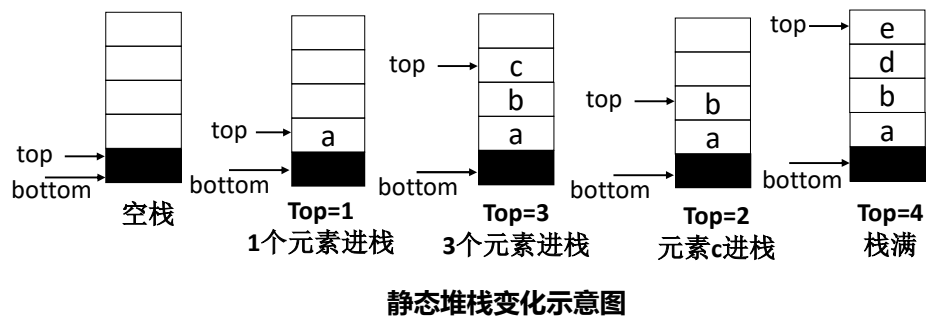 top
bottom
空栈
top
a
bottom
Top=1
1个元素进栈
top
c
b
a
bottom
Top=3
3个元素进栈
top
b
a
bottom
Top=2
元素c进栈
top
e
d
b
a
bottom
Top=4
栈满
静态堆栈变化示意图